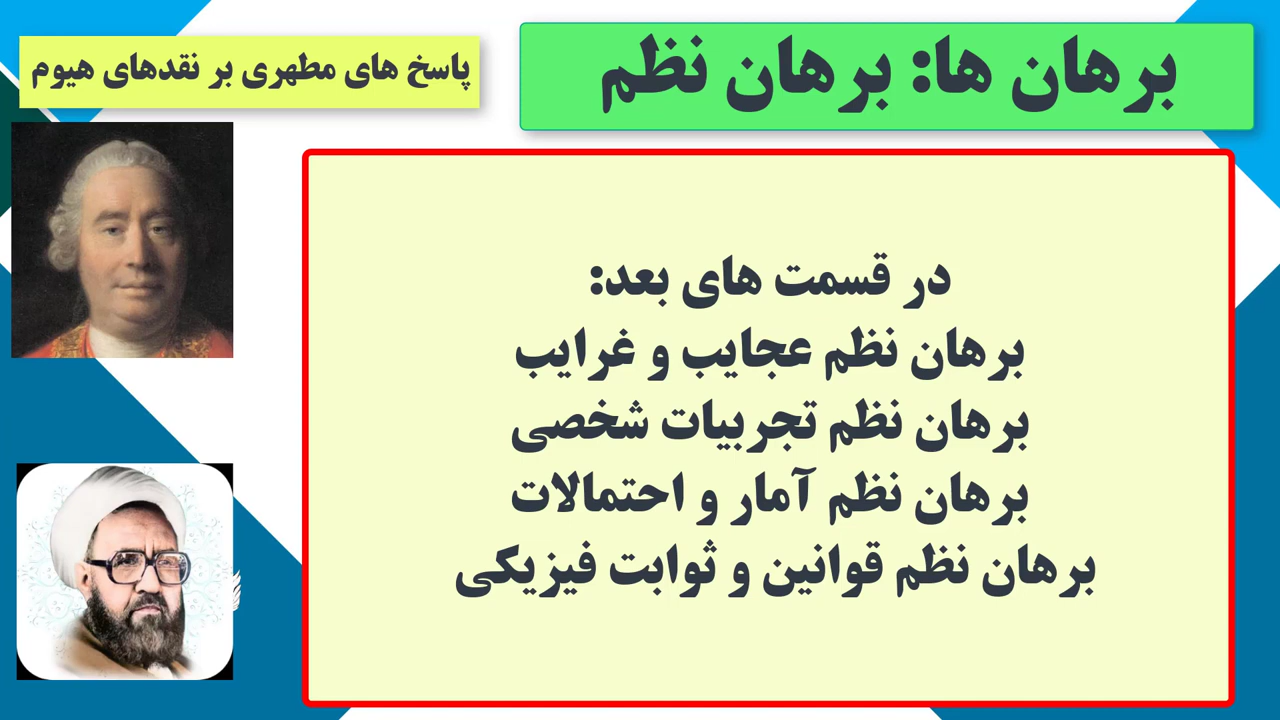 برهان ها: برهان نظم
پاسخ های مطهری بر نقدهای هیوم
در قسمت های بعد:
برهان نظم عجایب و غرایب
برهان نظم تجربیات شخصی
برهان نظم آمار و احتمالات
برهان نظم قوانین و ثوابت فیزیکی